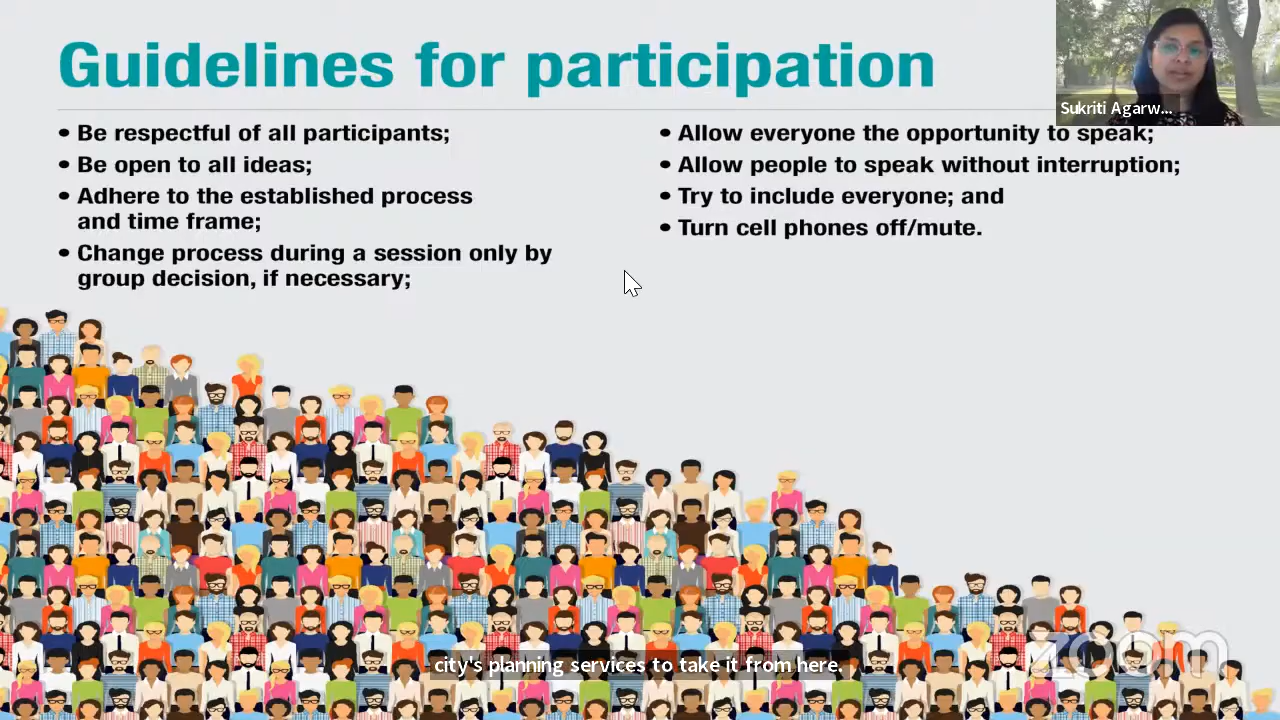 Guidelines for participation
• Be respectful of all participants;
• Be open to all ideas;
• Adhere to the established process
and time frame;
• Change process during a session only by
group decision, if necessary;
• Allow everyone the opportunity to speak;
• Allow people to speak without interruption;
• Try to include everyone; and
• Turn cell phones off/mute.
Sukriti Agarw...
city's planning services to take it from here.
zoom